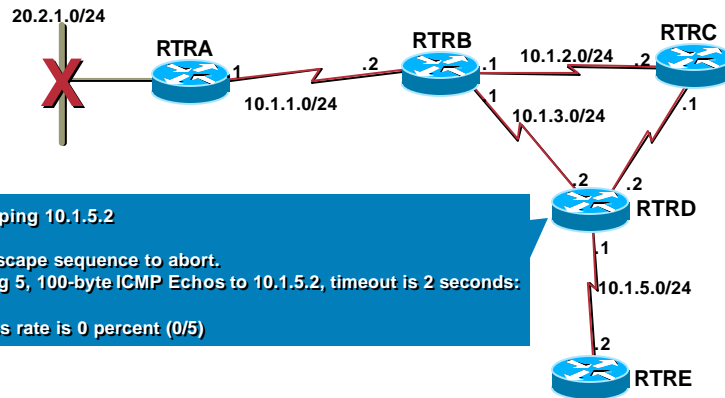 20.2.1.0/24
RTRA
RTRB
RTRC
.1
.2
.1
10.1.2.0/24
.2
10.1.1.0/24
.1
10.1.3.0/24
.1
.2
.2
RTRD
ping 10.1.5.2
scape sequence to abort.
g 5, 100-byte ICMP Echos to 10.1.5.2, timeout is 2 seconds:
s rate is 0 percent (0/5)
.1
10.1.5.0/24
.2
RTRE